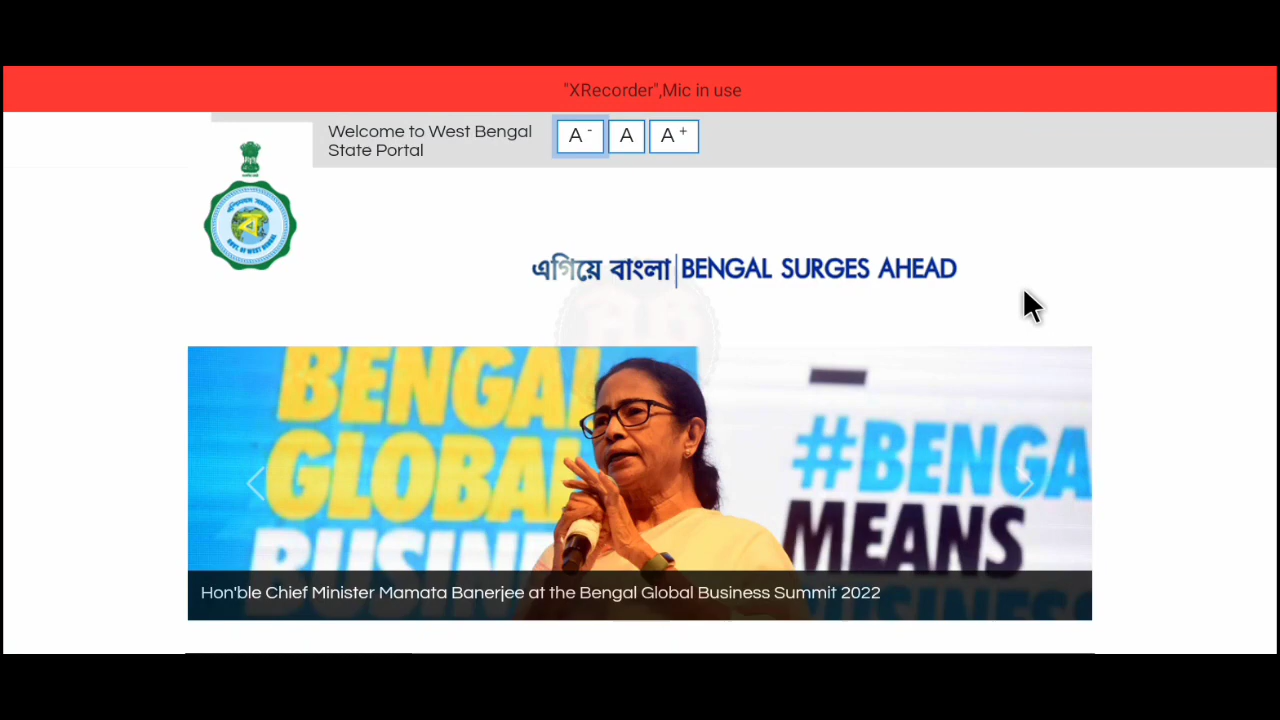 "XRecorder",Mic in use
Welcome to West Bengal
State Portal
A -
A
A +
এগিয়ে বাংলা
BENGAL SURGES AHEAD
BENGAL
GLOBAL
#BENGA
MEANS
Hon'ble Chief Minister Mamata Banerjee at the Bengal Global Business Summit 2022